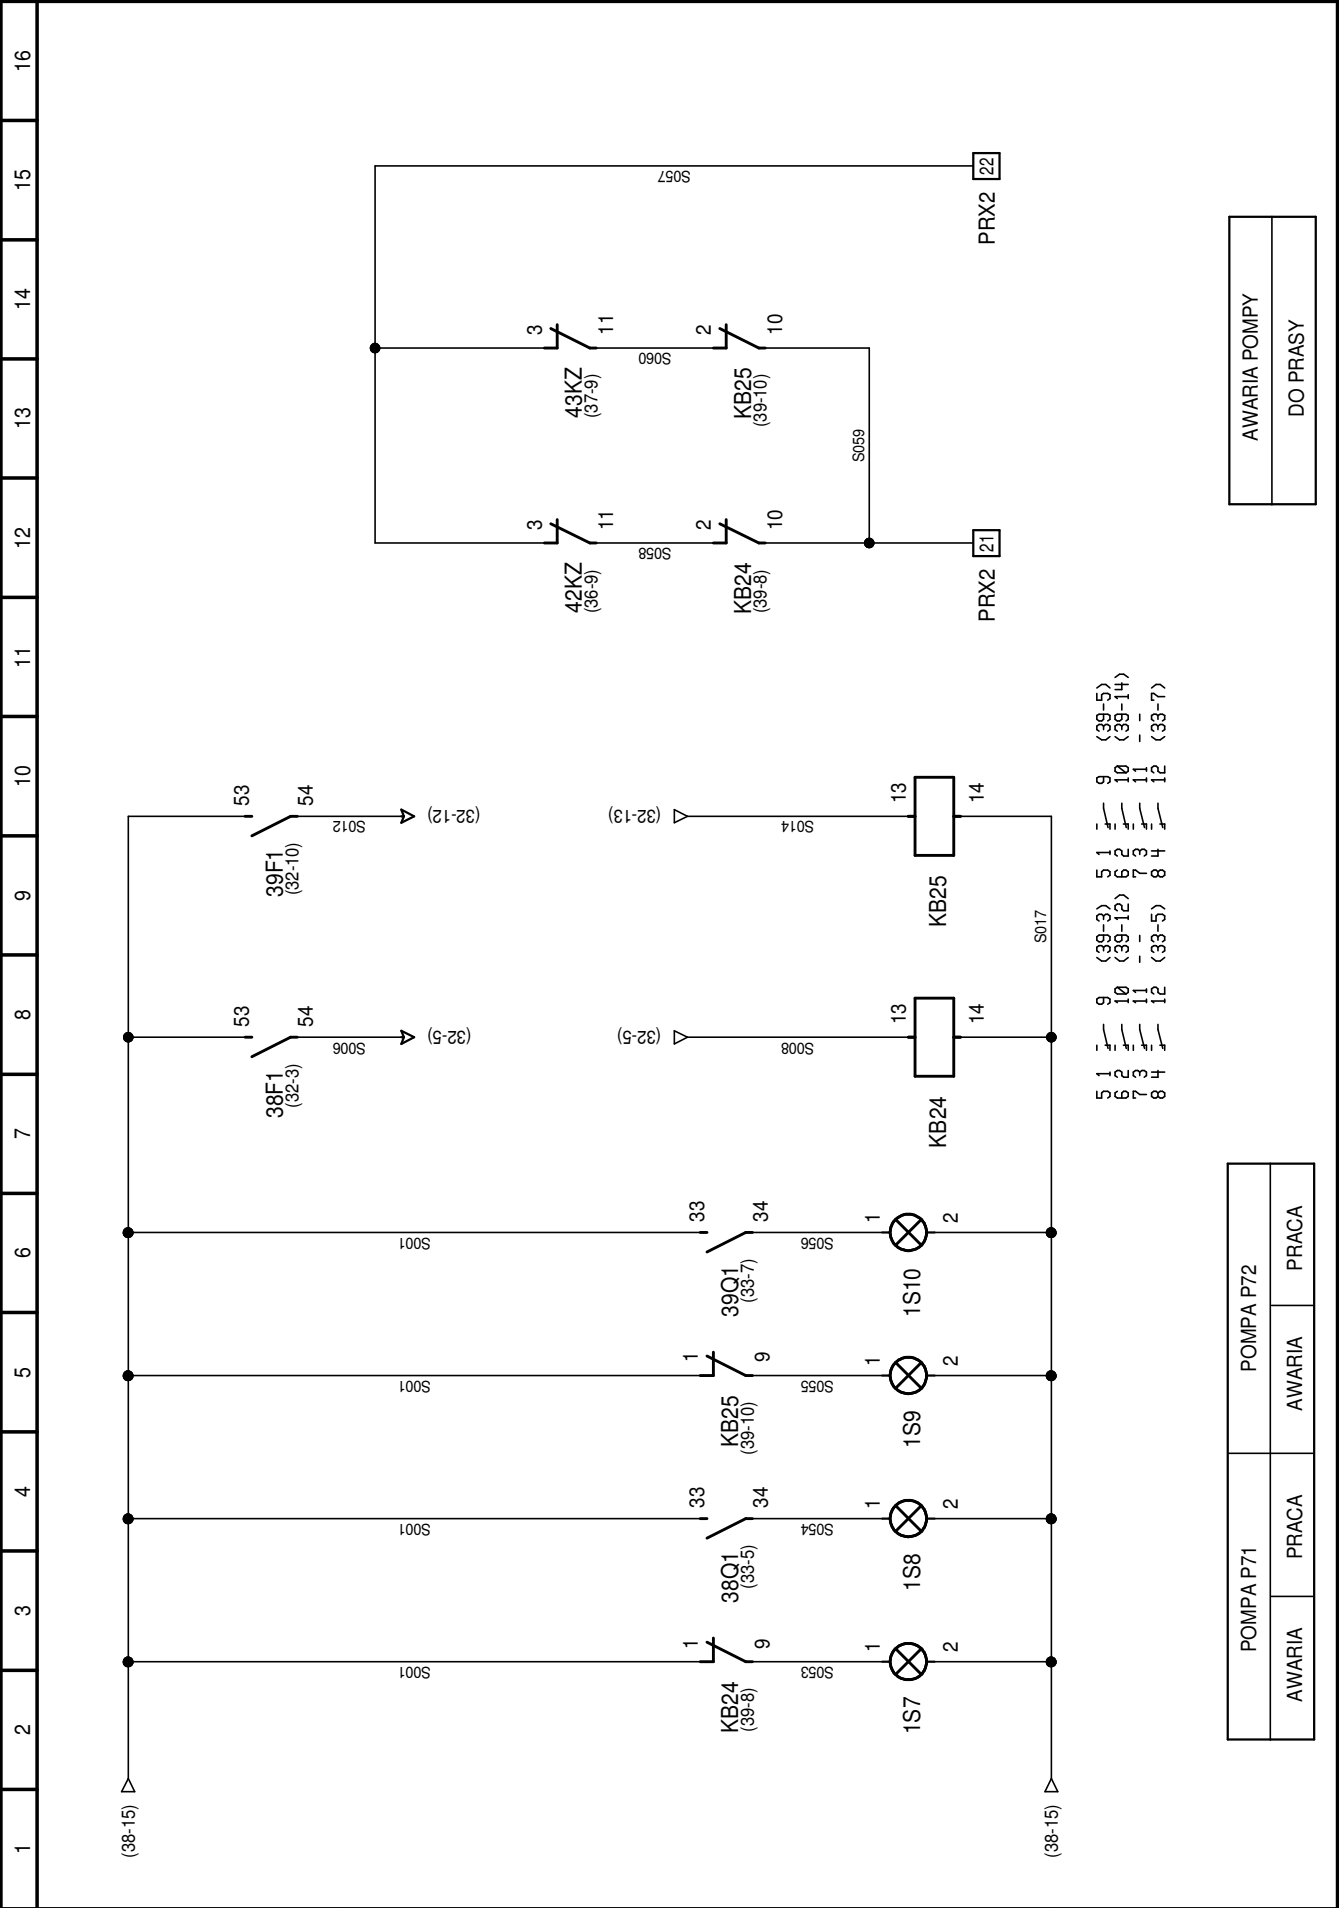 1
2
3
4
5
6
7
8
9
10
11
12
13
14
15
16
(38-15)
S001
KB24
(39-8)
1
9
S053
1S7
1
2
S001
38Q1
(33-5)
33
34
S054
1S8
1
2
S001
KB25
(39-10)
1
9
S055
1S9
1
2
S001
39Q1
(33-7)
33
34
S056
1S10
1
2
38F1
(32-3)
53
54
S006
(32-5)
(32-5)
S008
KB24
13
14
39F1
(32-10)
53
54
S012
(32-12)
(32-13)
S014
KB25
13
14
S017
(38-15)
42KZ
(36-9)
3
11
S058
KB24
(39-8)
2
10
PRX2
21
43KZ
(37-9)
3
11
S060
KB25
(39-10)
2
10
S059
S057
PRX2
22
5 1 9 (39-3)
6 2 10 (39-12)
7 3 11 - -
8 4 12 (33-5)
5 1 9 (39-5)
6 2 10 (39-14)
7 3 11 - -
8 4 12 (33-7)
POMPA P71
POMPA P72
AWARIA
PRACA
AWARIA
PRACA
AWARIA POMPY
DO PRASY